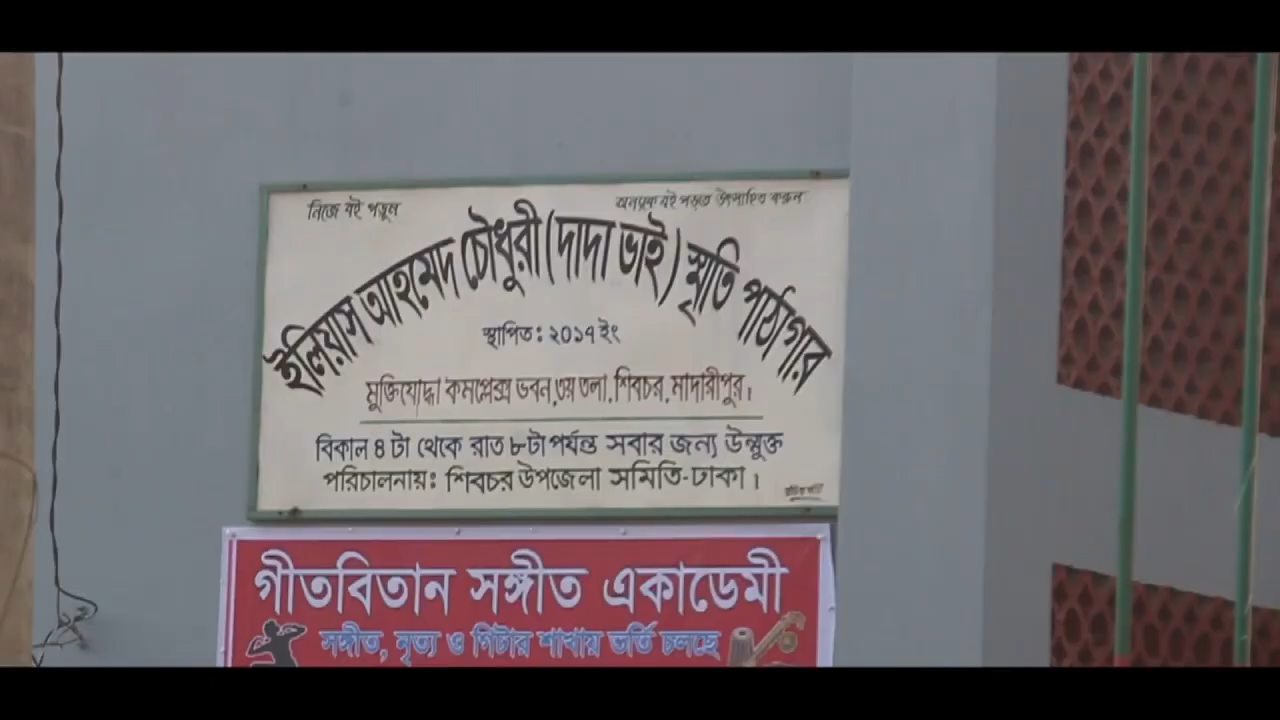 নিজে বই পড়ুন
অন্যকে বই পড়তে উৎসাহিত করুন
ইলিয়াস আহমেদ চৌধুরী (দাদা ভাই) স্মৃতি পাঠাগার
স্থাপিত: ২০১৭ ইং
মুক্তিযোদ্ধা কমপ্লেক্স ভবন,৩য় তলা, শিবচর, মাদারীপুর।
বিকাল ৪ টা থেকে রাত ৮টা পর্যন্ত সবার জন্য উন্মুক্ত
পরিচালনায়: শিবচর উপজেলা সমিতি-ঢাকা।
গীতবিতান সঙ্গীত একাডেমী
সঙ্গীত, নৃত্য ও গিটার শাখায় ভর্তি চলছে